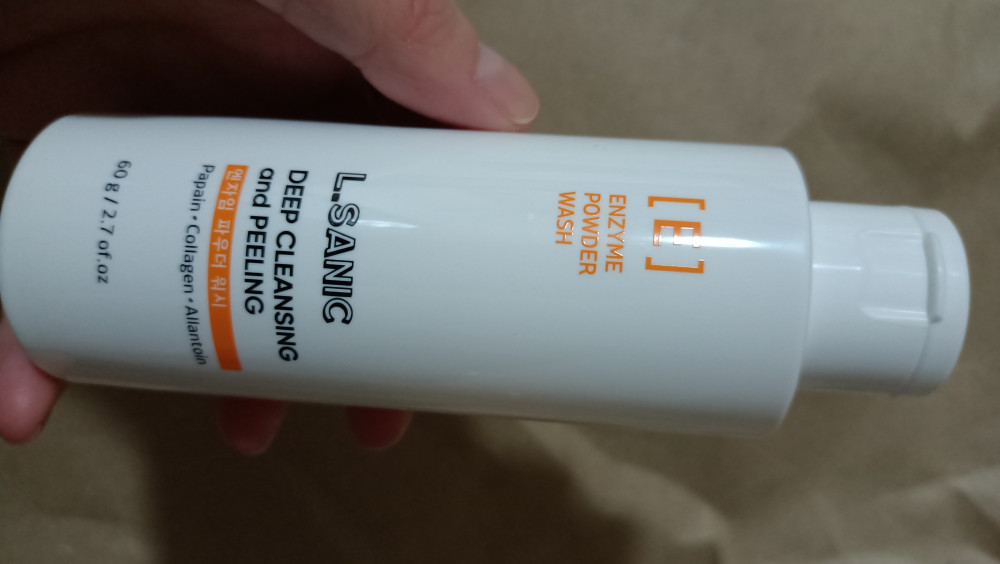 [E]
ENZYME
POWDER
WASH
L.SANIC
DEEP CLEANSING
and PEELING
엔자임 파우더 워시
Papain • Collagen • Allantoin
60 g / 2.7 of.oz